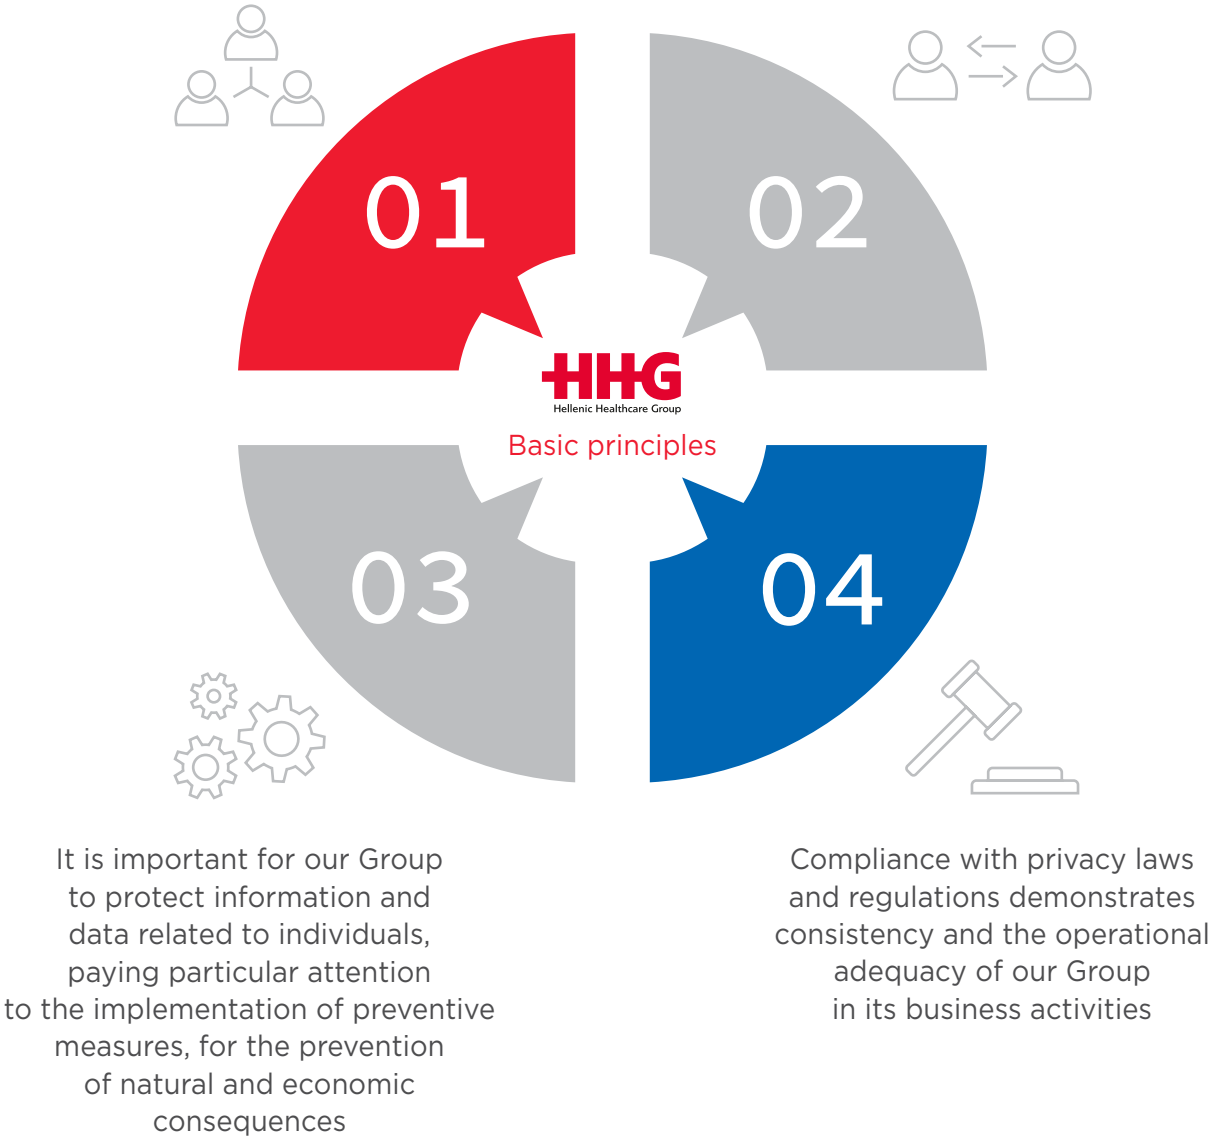 01
02
HHG
Hellenic Healthcare Group
Basic principles
03
04
It is important for our Group
to protect information and
data related to individuals,
paying particular attention
to the implementation of preventive
measures, for the prevention
of natural and economic
consequences
Compliance with privacy laws
and regulations demonstrates
consistency and the operational
adequacy of our Group
in its business activities